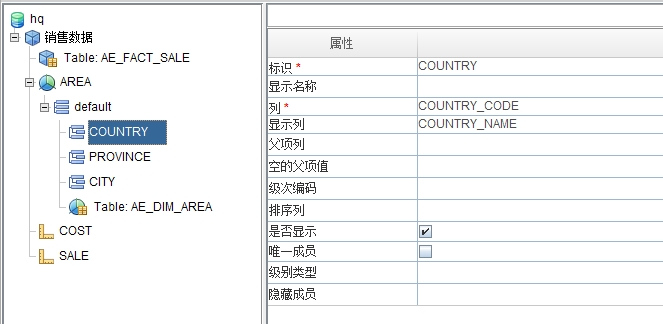 hq
销售数据
Table: AE_FACT_SALE
AREA
default
COUNTRY
PROVINCE
CITY
Table: AE_DIM_AREA
COST
SALE
属性
标识 * COUNTRY
显示名称
列 * COUNTRY_CODE
显示列 COUNTRY_NAME
父项列
空的父项值
级次编码
排序列
是否显示
唯一成员
级别类型
隐藏成员